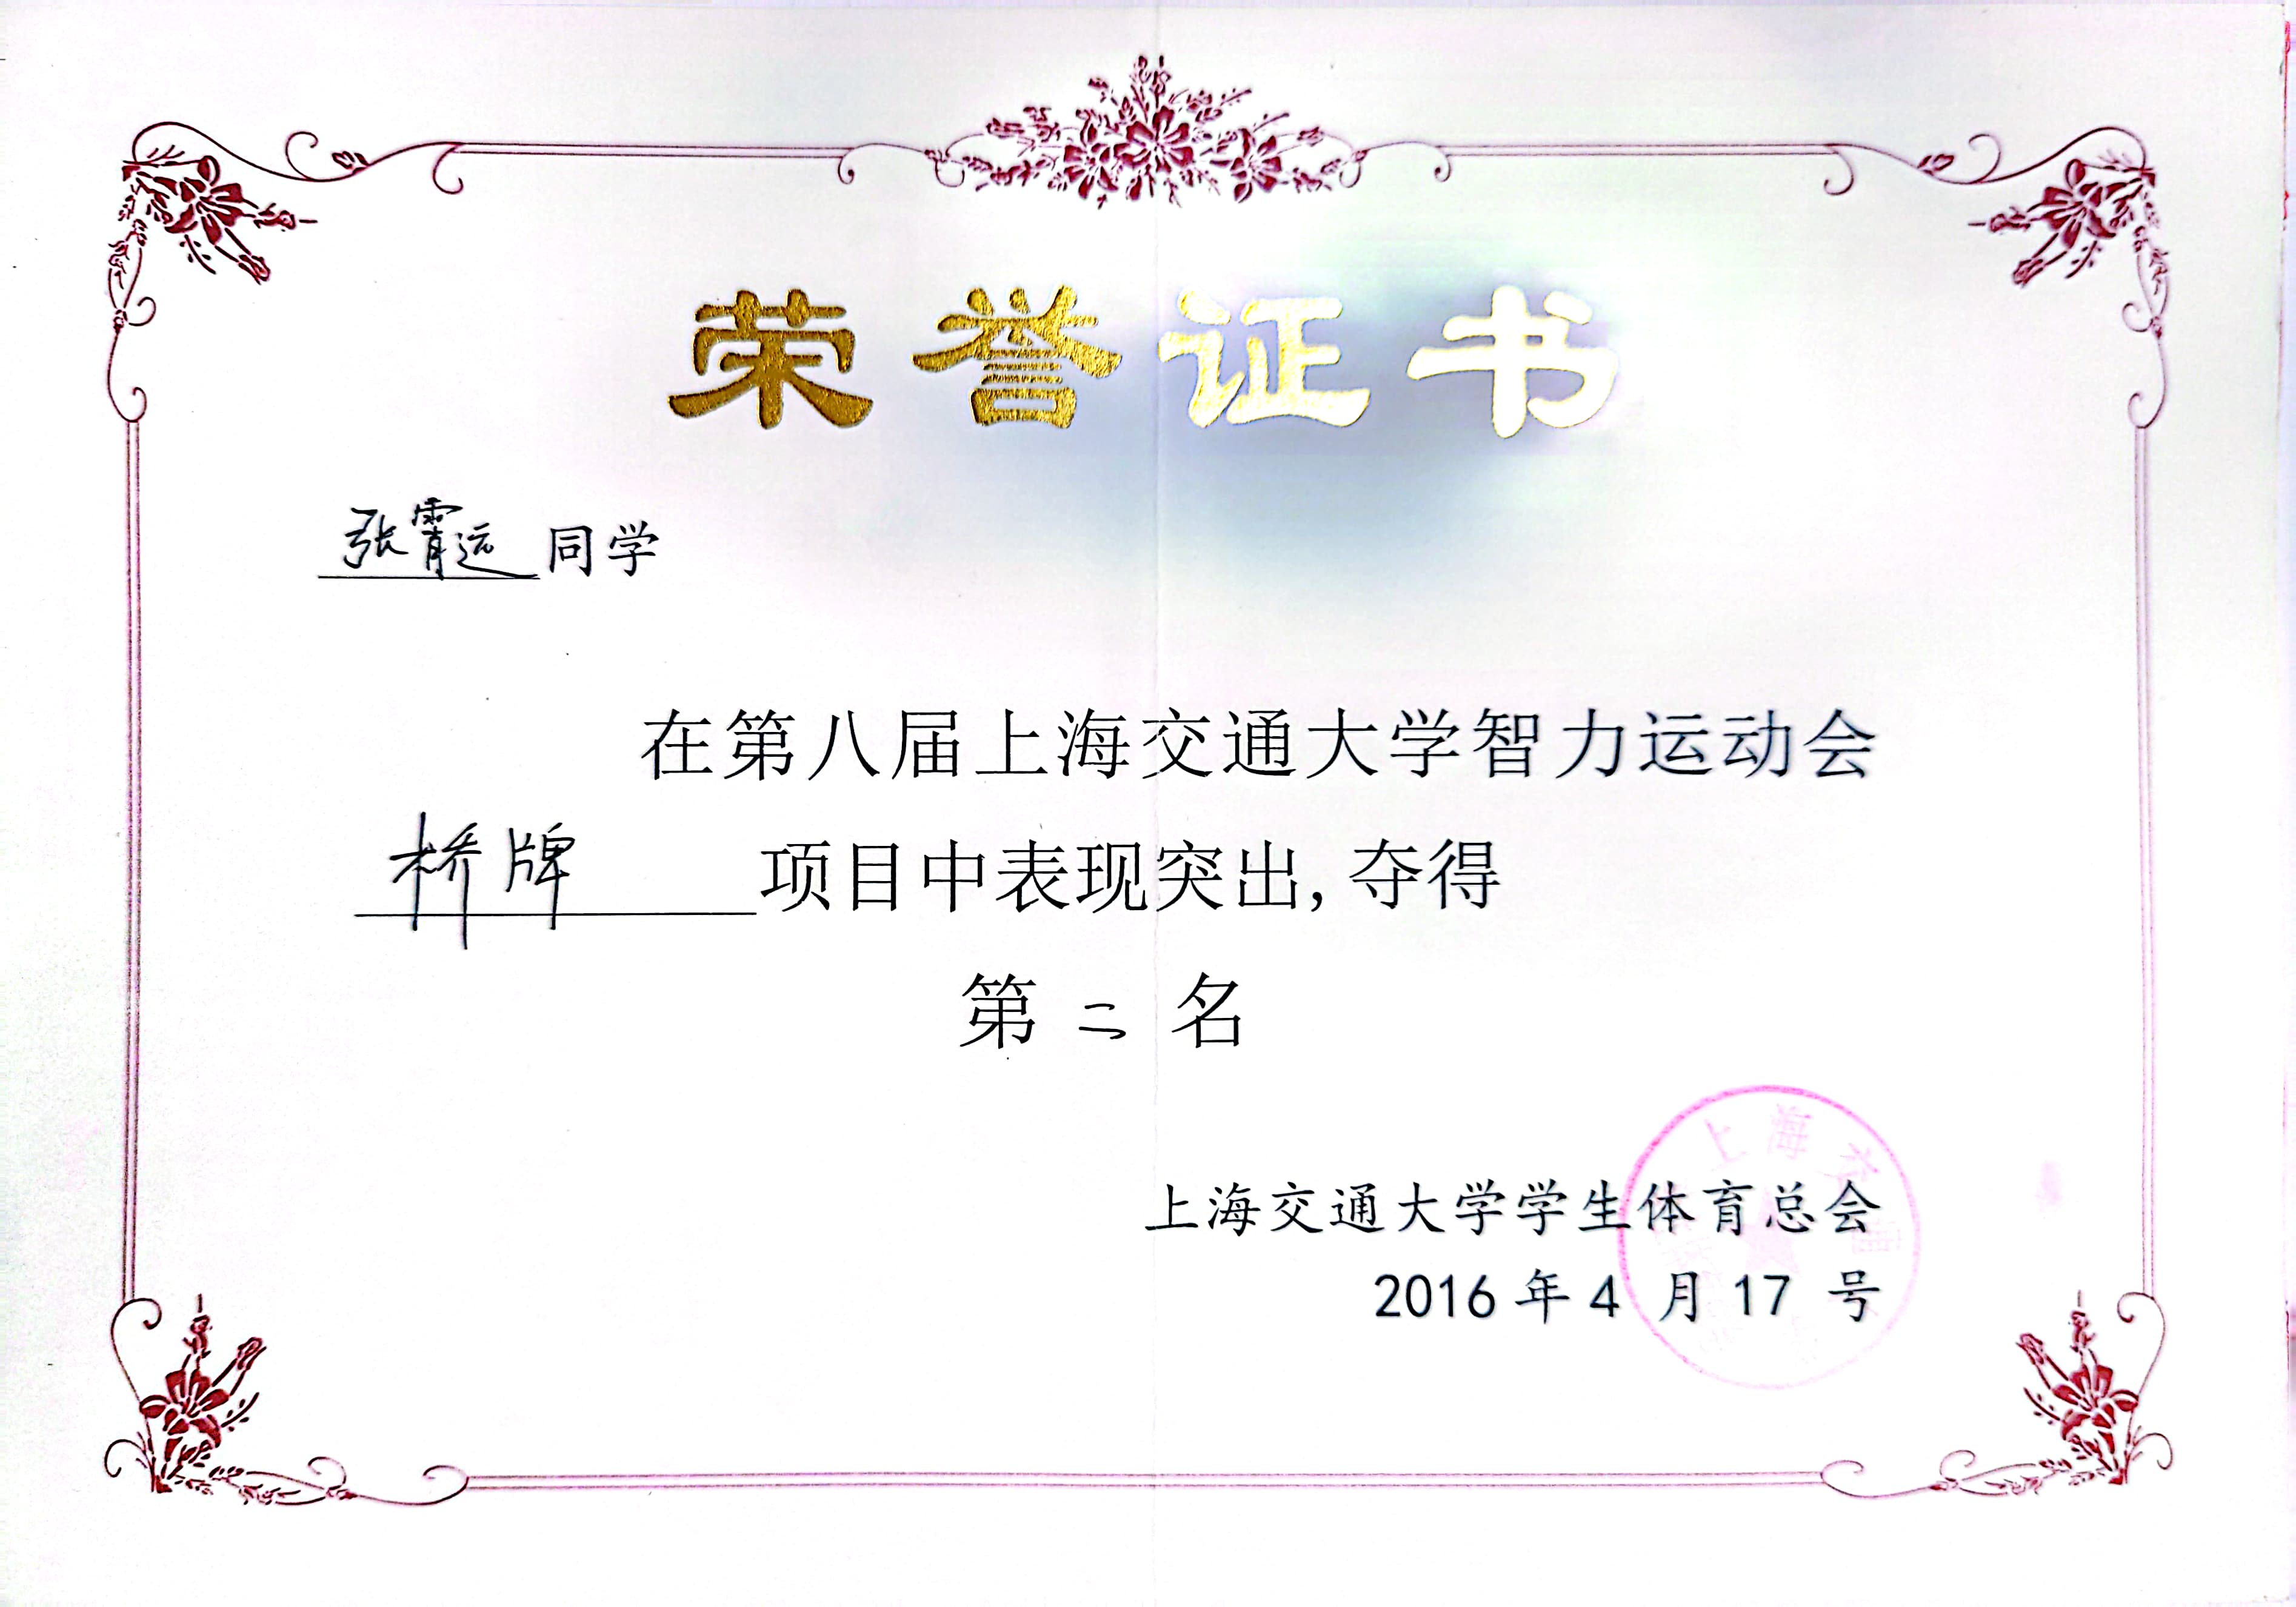 荣誉证书
张霄远同学
在第八届上海交通大学智力运动会
桥牌 项目中表现突出,夺得
第 二 名
上海交
上海交通大学学生体育总会
2016 年 4 月 17 号